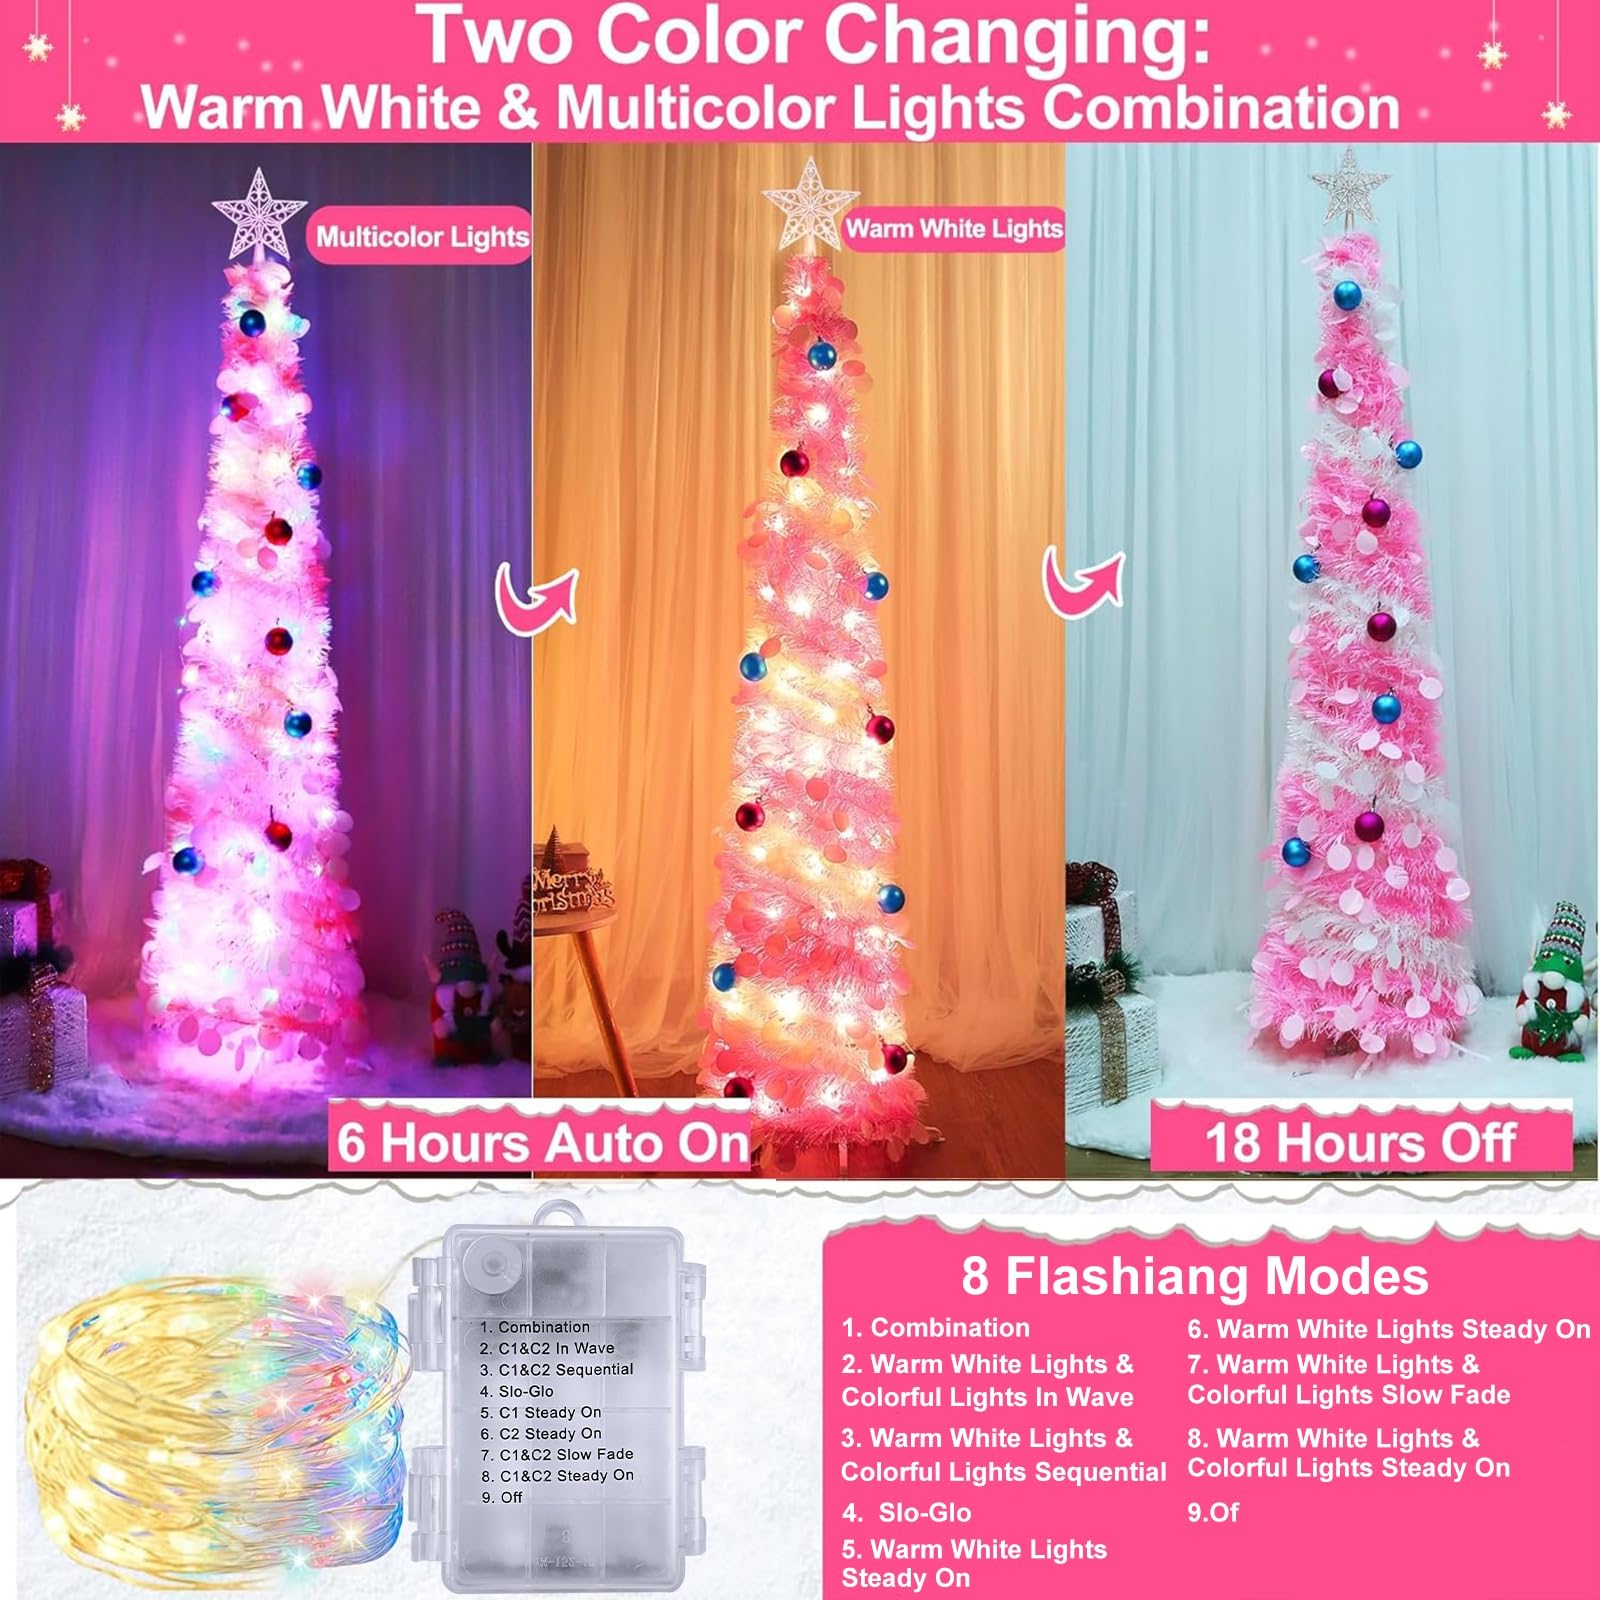 Two Color Changing:
Warm White & Multicolor Lights Combination
Multicolor Lights
Warm White Lights
Merry
Christmas
6 Hours Auto On
18 Hours Off
1. Combination
2. C1&C2 In Wave
3. C1&C2 Sequential
4. Slo-Glo
5. C1 Steady On
6. C2 Steady On
7. C1&C2 Slow Fade
8. C1&C2 Steady On
9. Off
8 Flashiang Modes
1. Combination
2. Warm White Lights &
Colorful Lights In Wave
3. Warm White Lights &
Colorful Lights Sequential
4. Slo-Glo
5. Warm White Lights
Steady On
6. Warm White Lights Steady On
7. Warm White Lights &
Colorful Lights Slow Fade
8. Warm White Lights &
Colorful Lights Steady On
9.Of